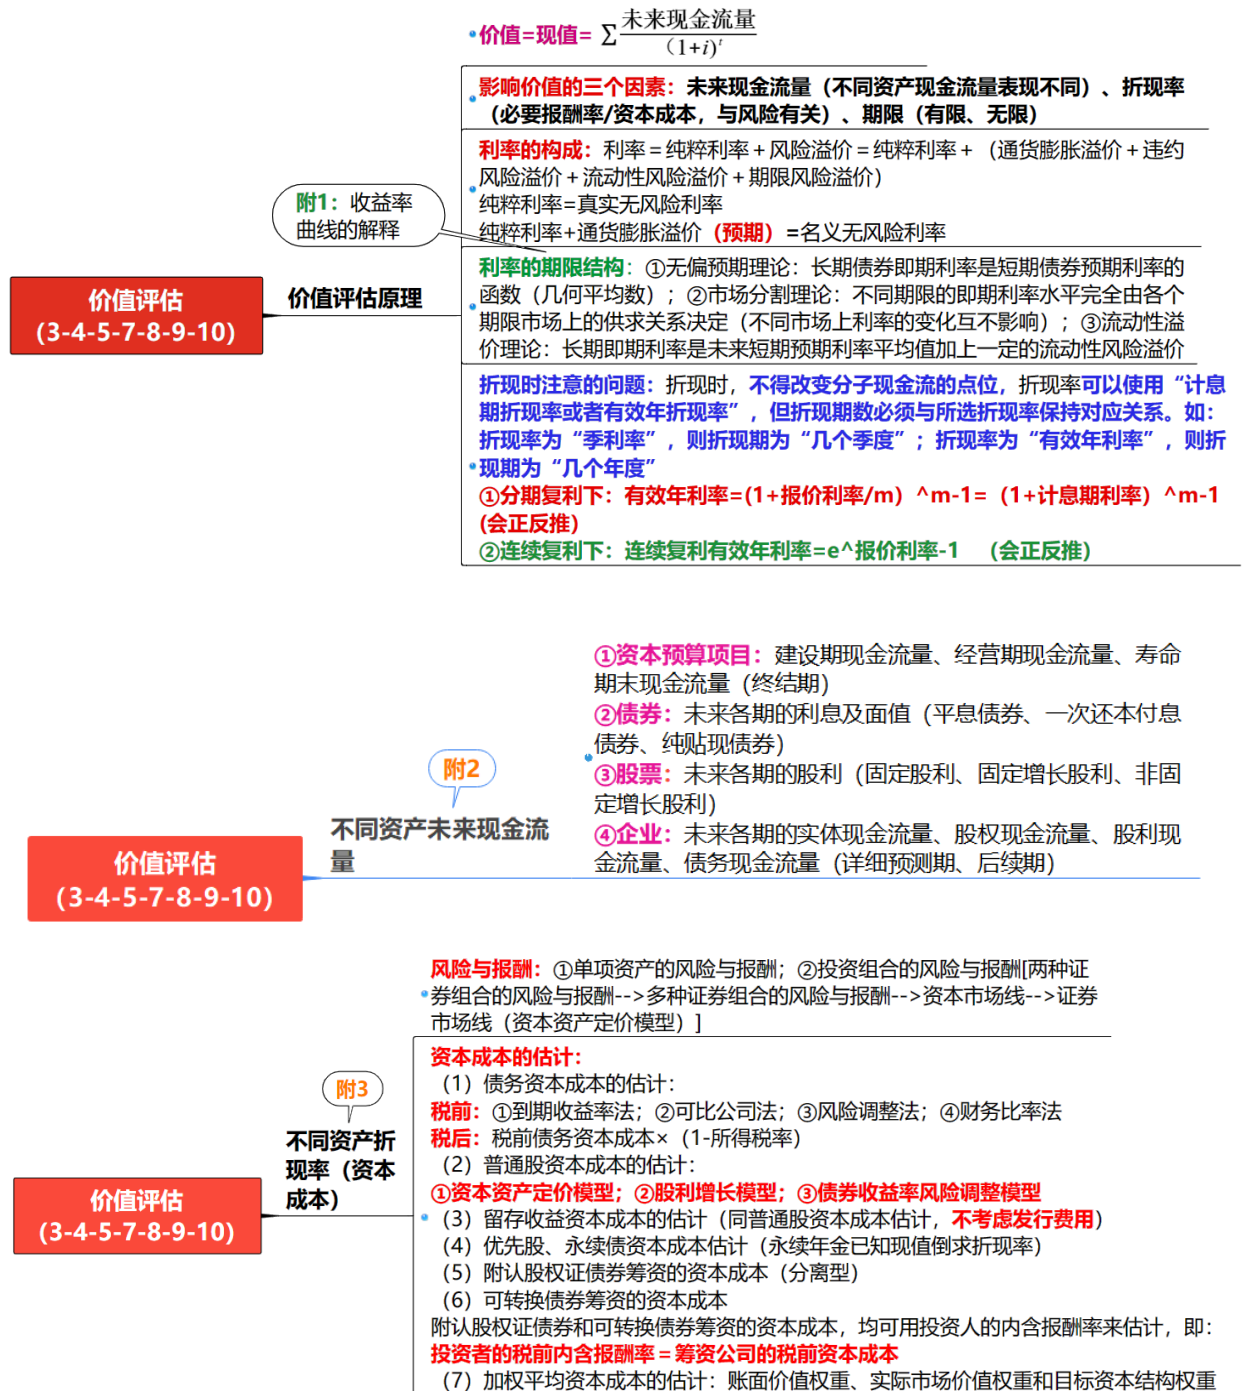 价值=现值= ∑未来现金流量/(1+i)^t
影响价值的三个因素：未来现金流量（不同资产现金流量表现不同）、折现率
（必要报酬率/资本成本，与风险有关）、期限（有限、无限）
利率的构成：利率＝纯粹利率＋风险溢价＝纯粹利率＋（通货膨胀溢价＋违约
风险溢价＋流动性风险溢价＋期限风险溢价）
纯粹利率=真实无风险利率
纯粹利率+通货膨胀溢价（预期）=名义无风险利率
附1：收益率
曲线的解释
利率的期限结构：①无偏预期理论：长期债券即期利率是短期债券预期利率的
函数（几何平均数）；②市场分割理论：不同期限的即期利率水平完全由各个
期限市场上的供求关系决定（不同市场上利率的变化互不影响）；③流动性溢
价理论：长期即期利率是未来短期预期利率平均值加上一定的流动性风险溢价
价值评估
（3-4-5-7-8-9-10）
价值评估原理
折现时注意的问题：折现时，不得改变分子现金流的点位，折现率可以使用“计息
期折现率或者有效年折现率”，但折现期数必须与所选折现率保持对应关系。如：
折现率为“季利率”，则折现期为“几个季度”；折现率为“有效年利率”，则折
现期为“几个年度”
①分期复利下：有效年利率=(1+报价利率/m）^m-1=（1+计息期利率）^m-1
(会正反推）
②连续复利下：连续复利有效年利率=e^报价利率-1 （会正反推）
①资本预算项目：建设期现金流量、经营期现金流量、寿命
期末现金流量（终结期）
②债券：未来各期的利息及面值（平息债券、一次还本付息
债券、纯贴现债券）
③股票：未来各期的股利（固定股利、固定增长股利、非固
定增长股利）
④企业：未来各期的实体现金流量、股权现金流量、股利现
金流量、债务现金流量（详细预测期、后续期）
附2
不同资产未来现金流
量
价值评估
（3-4-5-7-8-9-10）
风险与报酬：①单项资产的风险与报酬；②投资组合的风险与报酬[两种证
券组合的风险与报酬-->多种证券组合的风险与报酬-->资本市场线-->证券
市场线（资本资产定价模型）]
资本成本的估计：
（1）债务资本成本的估计：
税前：①到期收益率法；②可比公司法；③风险调整法；④财务比率法
税后：税前债务资本成本×（1-所得税率）
（2）普通股资本成本的估计：
①资本资产定价模型；②股利增长模型；③债券收益率风险调整模型
（3）留存收益资本成本的估计（同普通股资本成本估计，不考虑发行费用）
（4）优先股、永续债资本成本估计（永续年金已知现值倒求折现率）
（5）附认股权证债券筹资的资本成本（分离型）
（6）可转换债券筹资的资本成本
附认股权证债券和可转换债券筹资的资本成本，均可用投资人的内含报酬率来估计，即：
投资者的税前内含报酬率＝筹资公司的税前资本成本
（7）加权平均资本成本的估计：账面价值权重、实际市场价值权重和目标资本结构权重
附3
不同资产折
现率（资本
成本）
价值评估
（3-4-5-7-8-9-10）